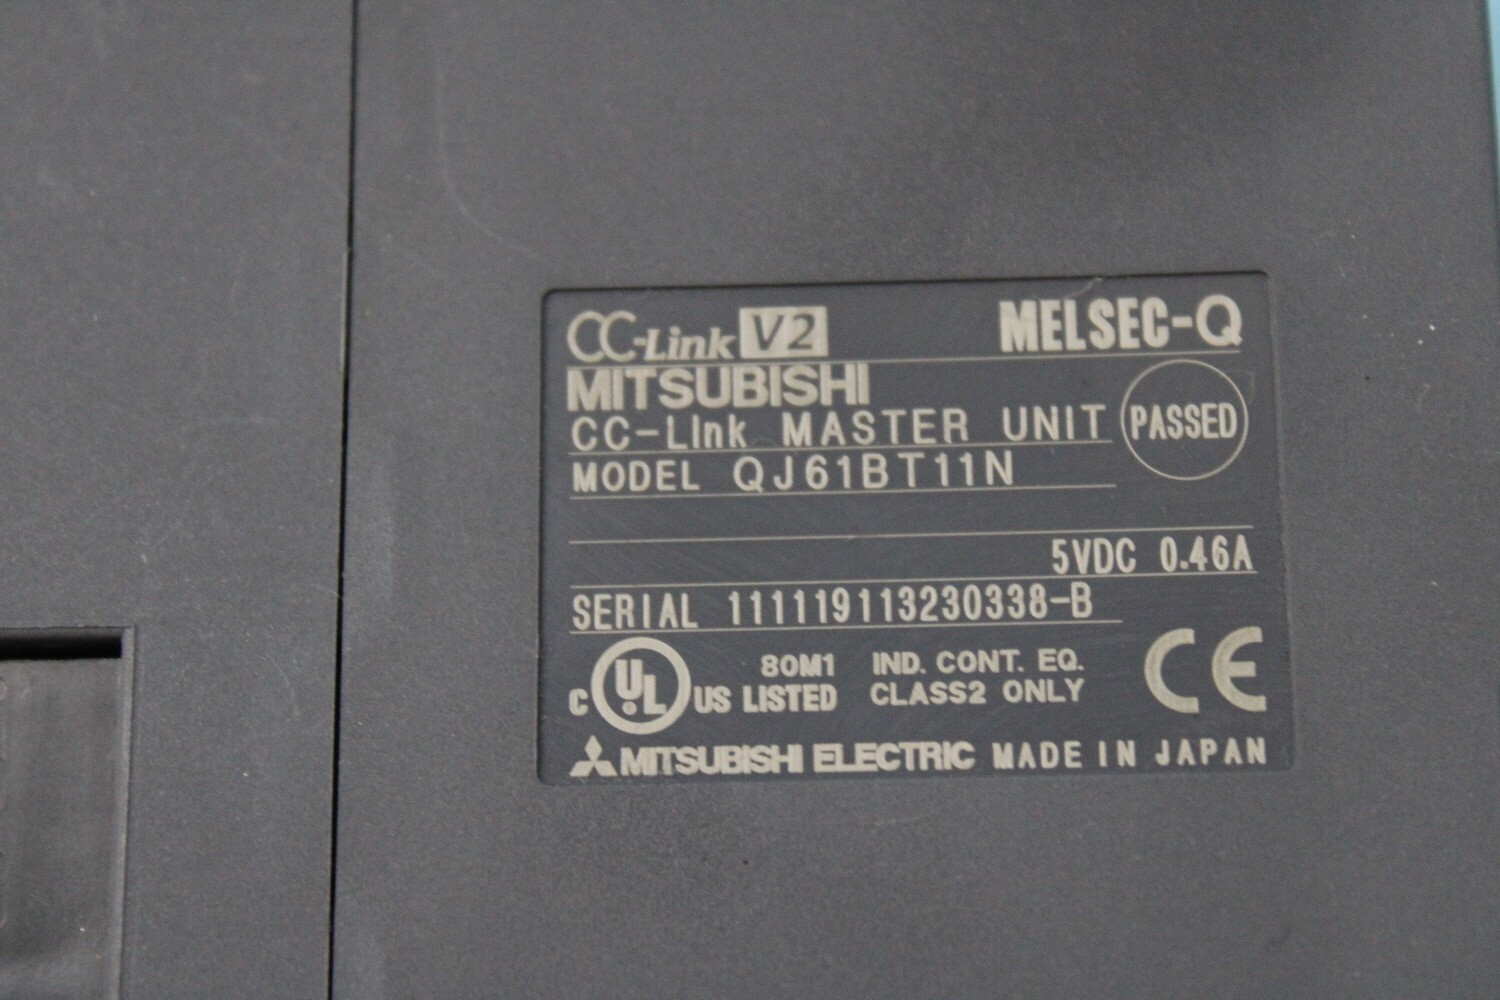 CC-Link V2 MELSEC-Q
MITSUBISHI
CC-Link MASTER UNIT
PASSED
MODEL QJ61BT11N
5VDC 0.46A
SERIAL 111119113230338-B
C UL US LISTED 80M1 IND. CONT. EQ.
CLASS2 ONLY
CE
MITSUBISHI ELECTRIC MADE IN JAPAN